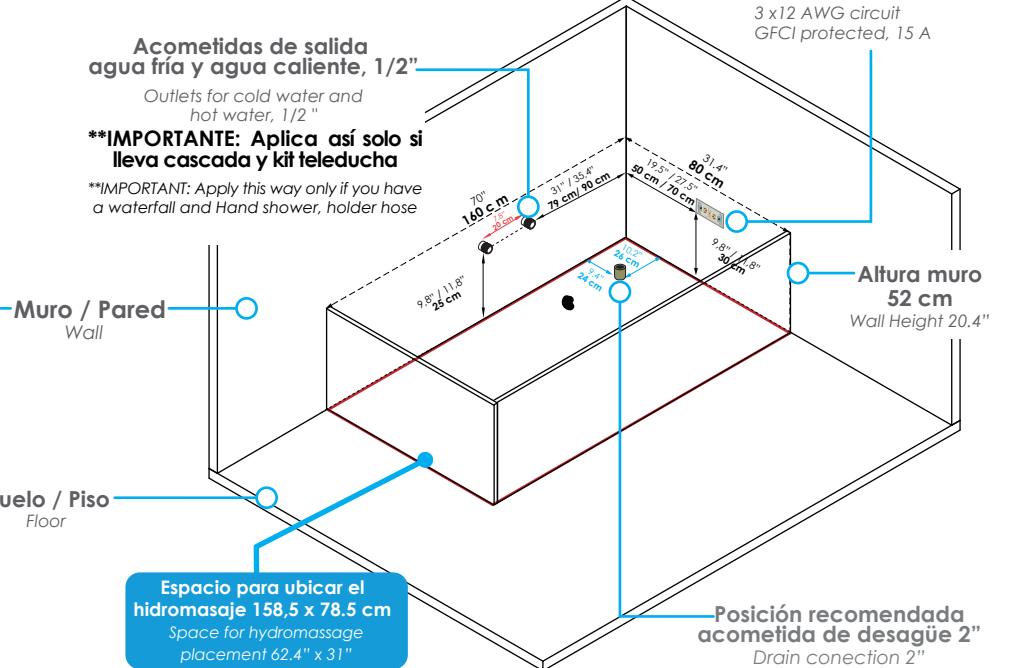 3 x12 AWG circuit
GFCI protected, 15 A
Acometidas de salida
agua fría y agua caliente, 1/2”
Outlets for cold water and
hot water, 1/2 "
**IMPORTANTE: Aplica así solo si
lleva cascada y kit teleducha
**IMPORTANT: Apply this way only if you have
a waterfall and Hand shower, holder hose
70”
160 cm
7.8”
20 cm
31” / 35.4”
79 cm/ 90 cm
19.5” / 27.5”
50 cm / 70 cm
31.4”
80 cm
9.8” / 11.8”
25 cm
9.4”
24 cm
10.2”
26 cm
9.8” / 11.8”
30 cm
Altura muro
52 cm
Wall Height 20.4”
Muro / Pared
Wall
uelo / Piso
Floor
Espacio para ubicar el
hidromasaje 158,5 x 78.5 cm
Space for hydromassage
placement 62.4” x 31”
Posición recomendada
acometida de desagüe 2”
Drain conection 2”